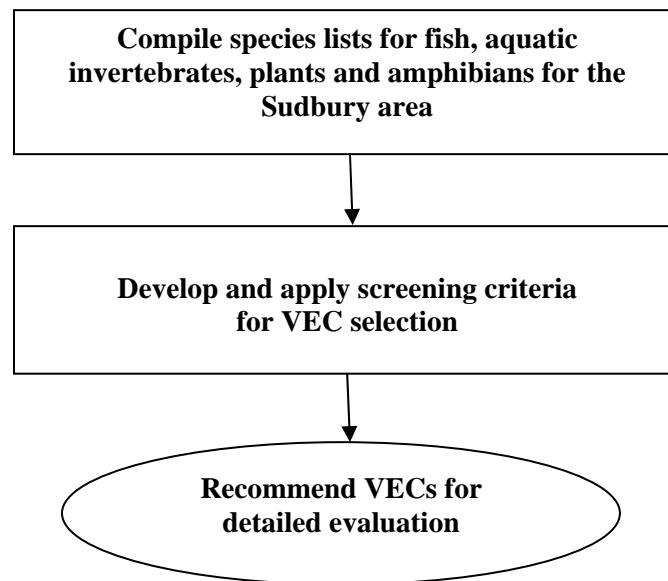 Compile species lists for fish, aquatic
invertebrates, plants and amphibians for the
Sudbury area
Develop and apply screening criteria
for VEC selection
Recommend VECs for
detailed evaluation